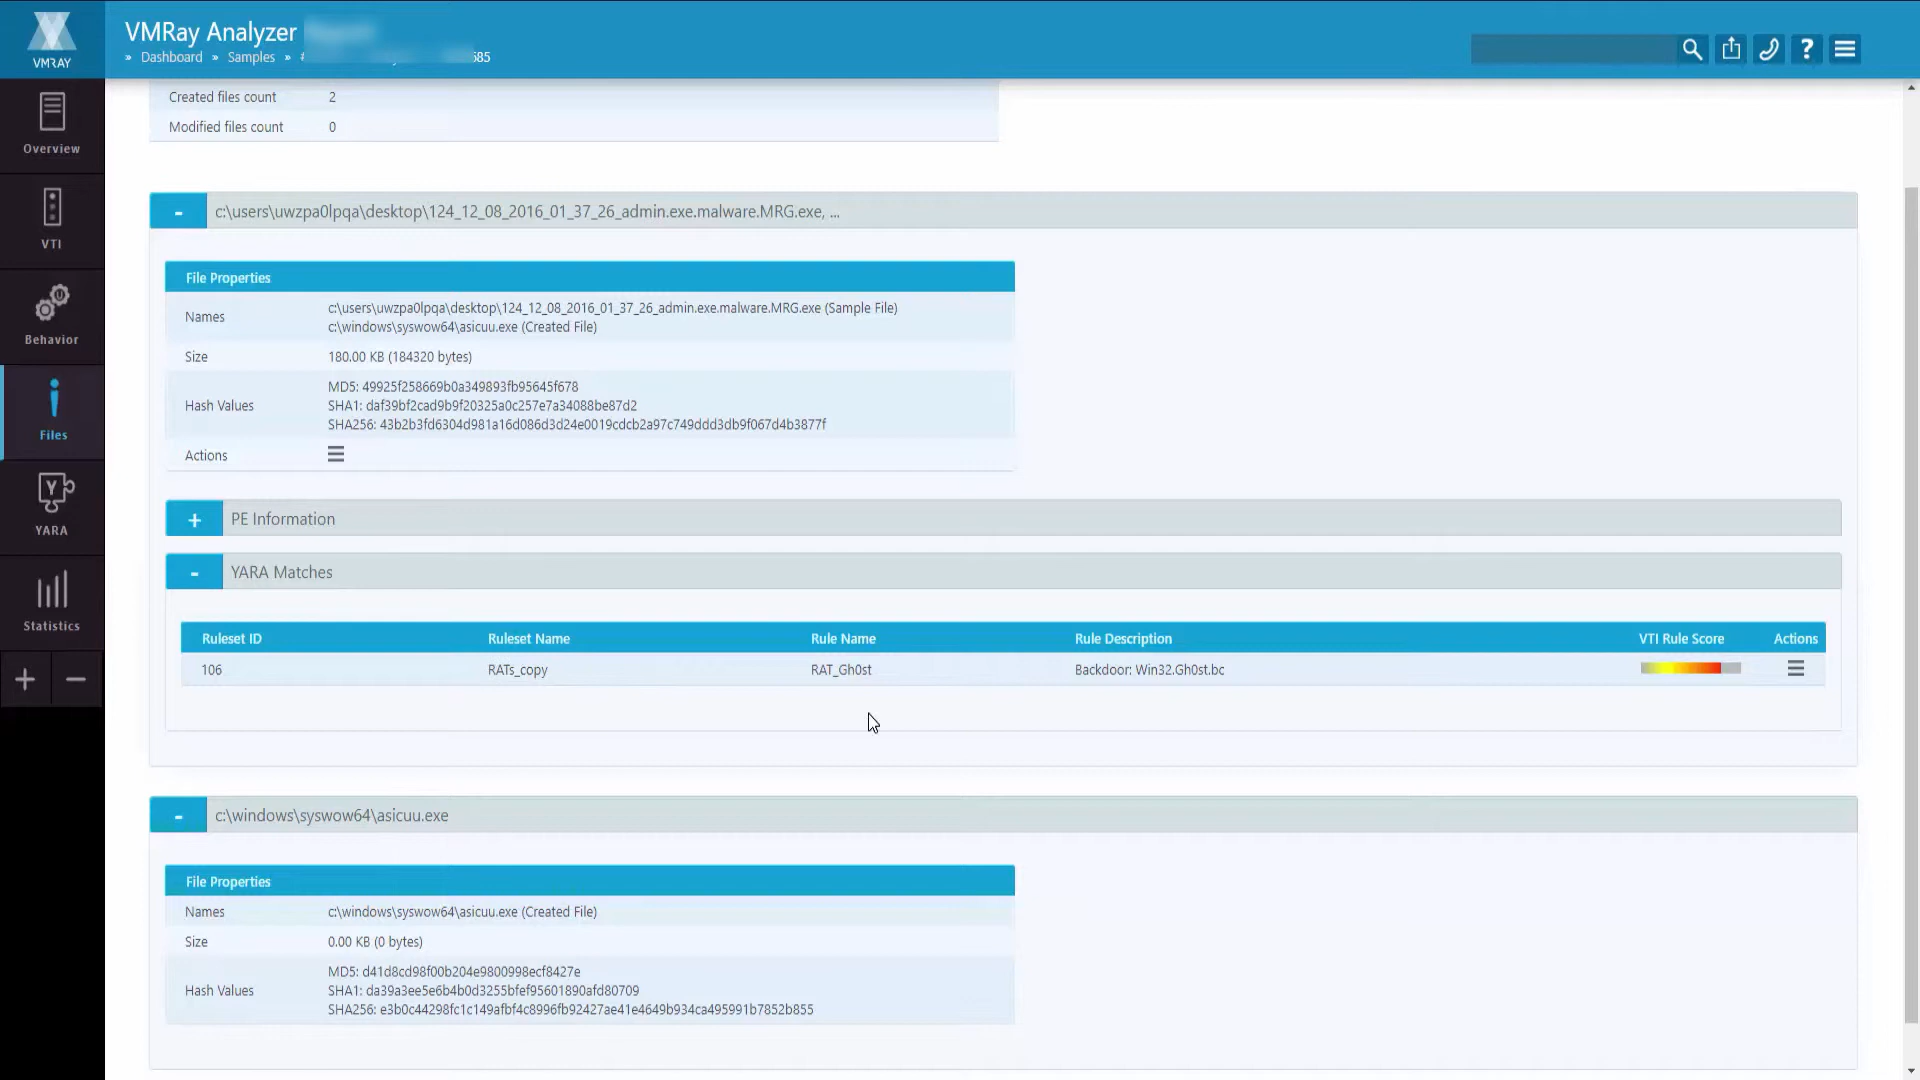 VMRay Analyzer
» Dashboard » Samples » 585
VMRAY
Overview
VTI
Behavior
Files
YARA
Statistics
Created files count 2
Modified files count 0
- c:\users\uwzpa0lpqa\desktop\124_12_08_2016_01_37_26_admin.exe.malware.MRG.exe, ...
File Properties
Names c:\users\uwzpa0lpqa\desktop\124_12_08_2016_01_37_26_admin.exe.malware.MRG.exe (Sample File)
c:\windows\syswow64\asicuu.exe (Created File)
Size 180.00 KB (184320 bytes)
Hash Values MD5: 49925f258669b0a349893fb95645f678
SHA1: daf39bf2cad9b9f20325a0c257e7a34088be87d2
SHA256: 43b2b3fd6304d981a16d086d3d24e0019cdcb2a97c749ddd3db9f067d4b3877f
Actions
+ PE Information
- YARA Matches
Ruleset ID Ruleset Name Rule Name Rule Description VTI Rule Score Actions
106 RATs_copy RAT_Gh0st Backdoor: Win32.Gh0st.bc
- c:\windows\syswow64\asicuu.exe
File Properties
Names c:\windows\syswow64\asicuu.exe (Created File)
Size 0.00 KB (0 bytes)
Hash Values MD5: d41d8cd98f00b204e9800998ecf8427e
SHA1: da39a3ee5e6b4b0d3255bfef95601890afd80709
SHA256: e3b0c44298fc1c149afbf4c8996fb92427ae41e4649b934ca495991b7852b855